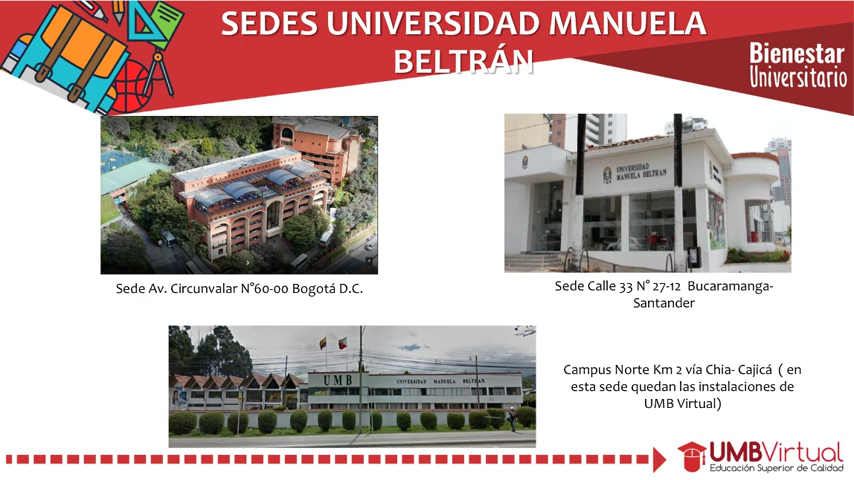 SEDES UNIVERSIDAD MANUELA
BELTRÁN
Bienestar
Universitario
UNIVERSIDAD
MANUELA BELTRAN
Sede Av. Circunvalar N°60-00 Bogotá D.C.
Sede Calle 33 N° 27-12 Bucaramanga-
Santander
UMB UNIVERSIDAD MANUELA BELTRAN
Campus Norte Km 2 vía Chia- Cajicá ( en
esta sede quedan las instalaciones de
UMB Virtual)
UMBVirtual
Educación Superior de Calidad